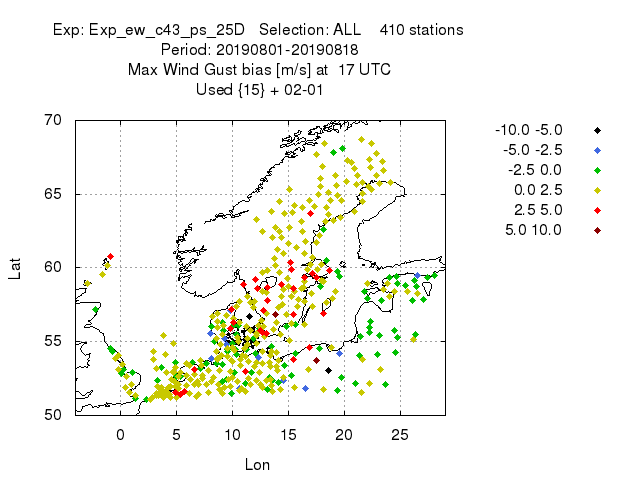 Exp: Exp_ew_c43_ps_25D Selection: ALL 410 stations
Period: 20190801-20190818
Max Wind Gust bias [m/s] at 17 UTC
Used {15} + 02-01
70
65
60
55
50
Lat
0 5 10 15 20 25
Lon
-10.0 -5.0
-5.0 -2.5
-2.5 0.0
0.0 2.5
2.5 5.0
5.0 10.0